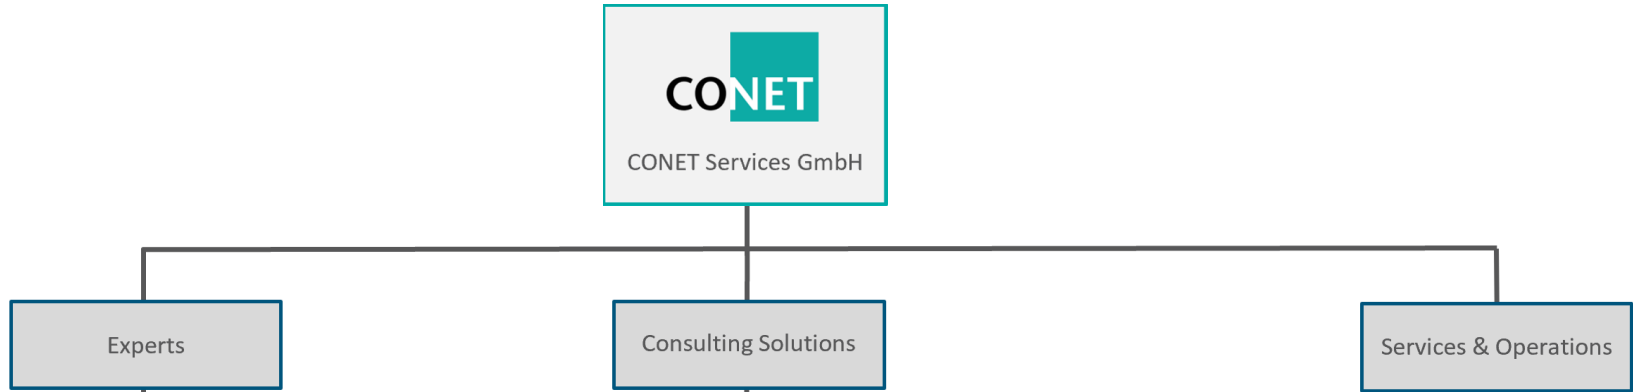 CONET
CONET Services GmbH
Experts
Consulting Solutions
Services & Operations